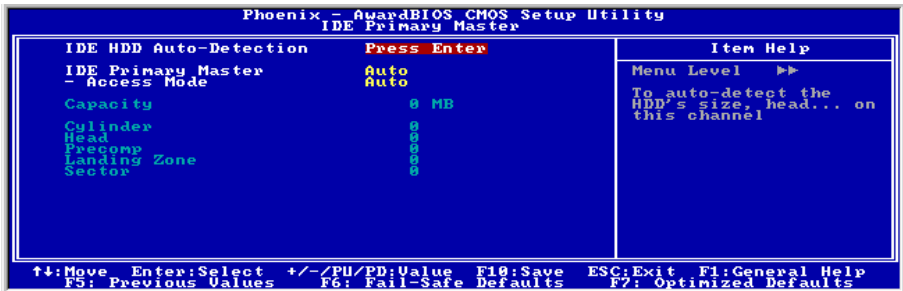 Phoenix - AwardBIOS CMOS Setup Utility
IDE Primary Master
IDE HDD Auto-Detection Press Enter
IDE Primary Master Auto
- Access Mode Auto
Capacity 0 MB
Cylinder 0
Head 0
Precomp 0
Landing Zone 0
Sector 0
Item Help
Menu Level ▶▶
To auto-detect the
HDD's size, head... on
this channel
↑↓:Move Enter:Select +/-/PU/PD:Value F10:Save ESC:Exit F1:General Help
F5: Previous Values F6: Fail-Safe Defaults F7: Optimized Defaults